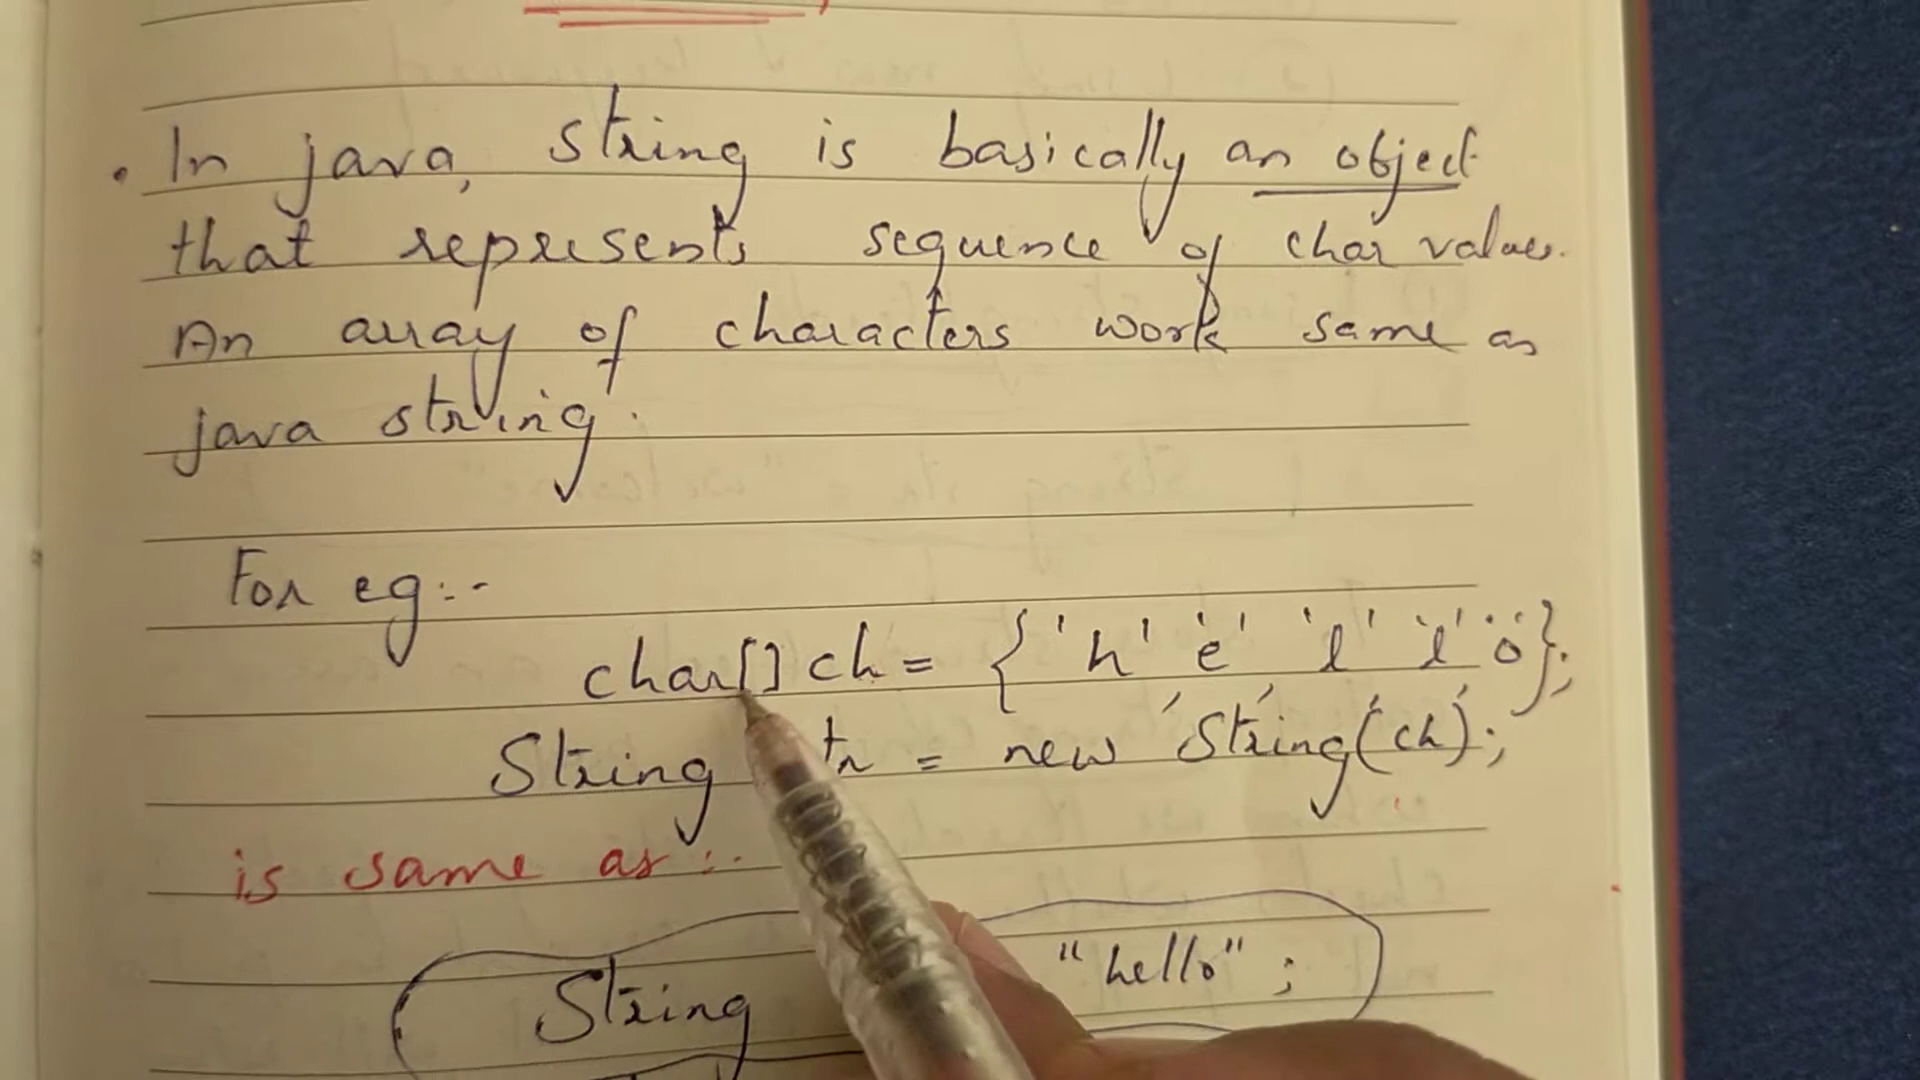 . In java, string is basically an object
that represents sequence of char values.
An array of characters work same as
java string.
For eg:-
char[] ch = { 'h' 'e' 'l' 'l' 'o' };
, , , ,
String = new String(ch);
is same as :-
String "hello" ;